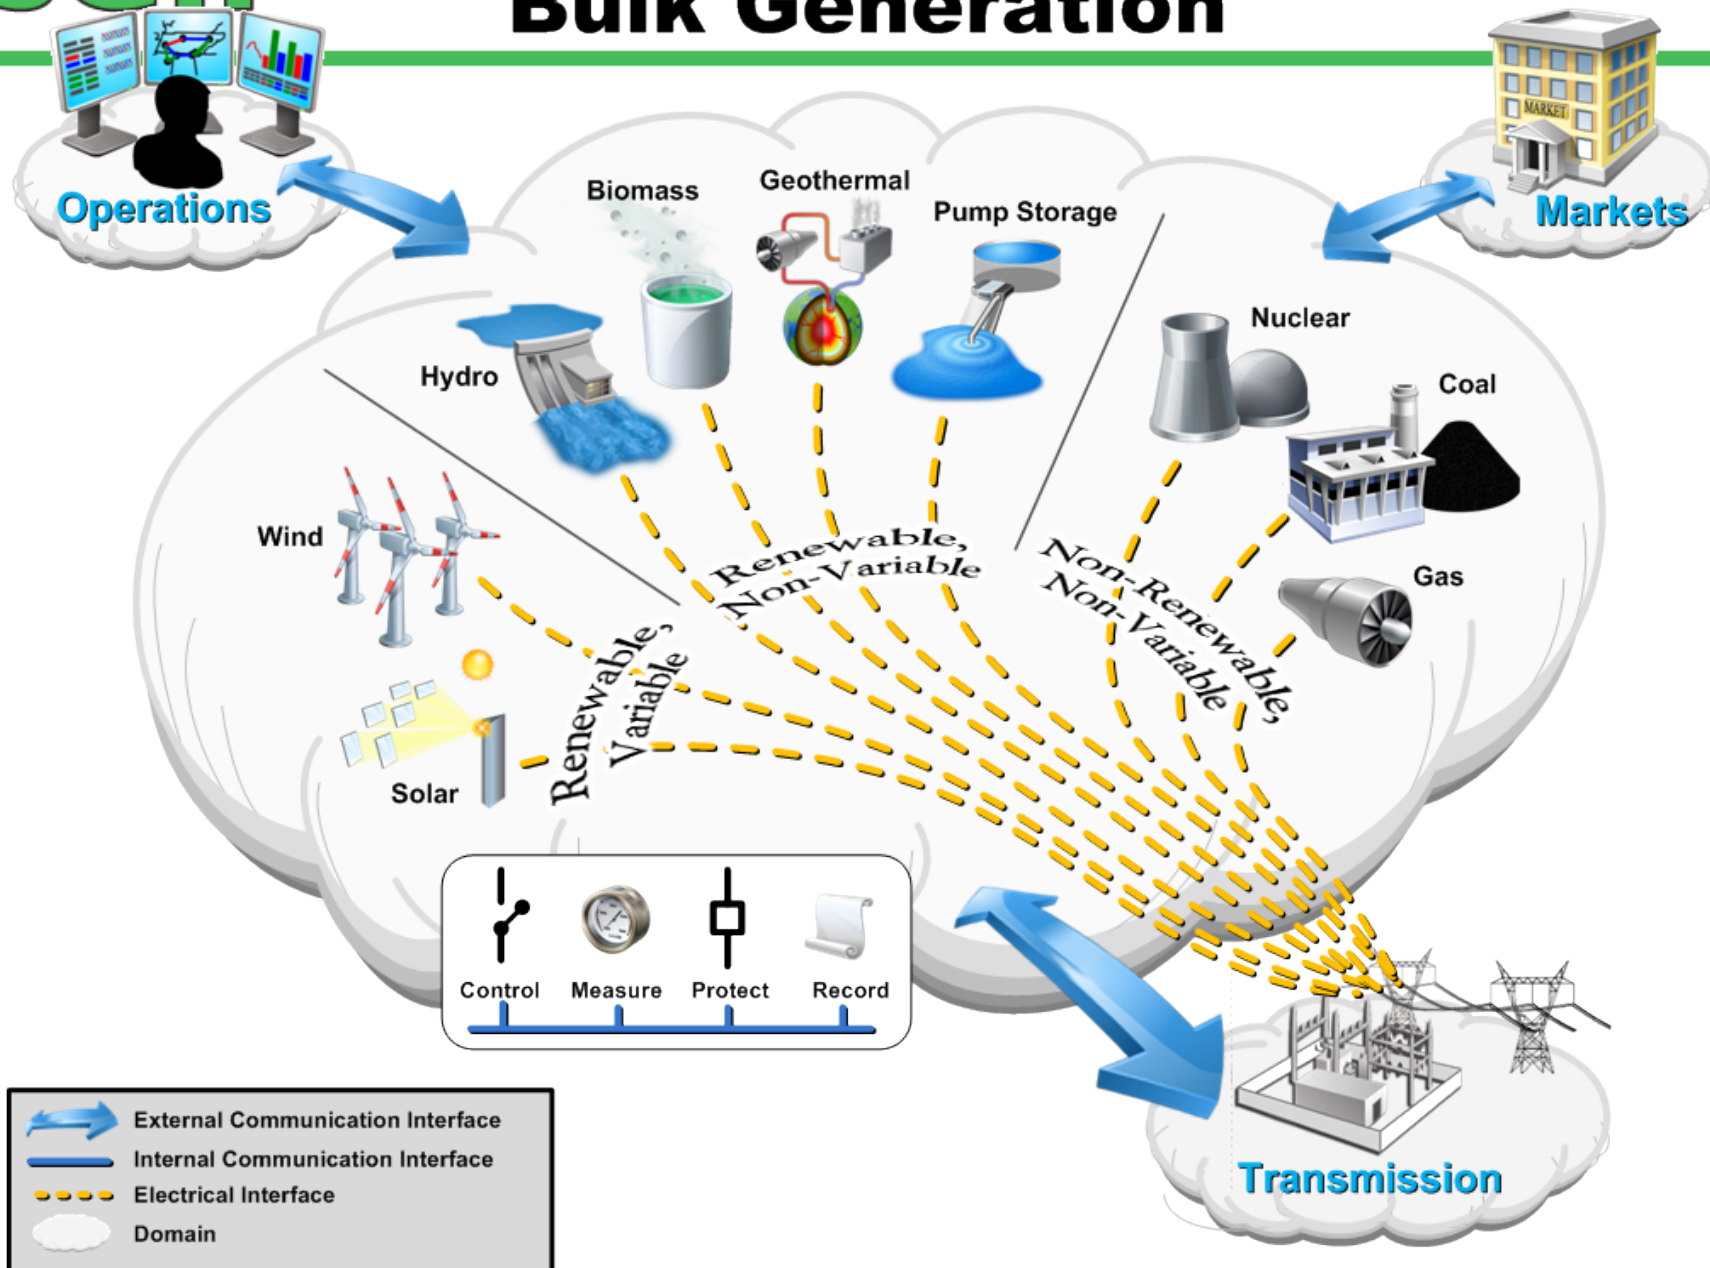 Bulk Generation
Operations
MARKET
Markets
Biomass
Geothermal
Pump Storage
Hydro
Nuclear
Coal
Wind
Gas
Solar
Renewable,
Variable
Renewable,
Non-Variable
Non-Renewable,
Non-Variable
Control
Measure
Protect
Record
External Communication Interface
Internal Communication Interface
Electrical Interface
Domain
Transmission